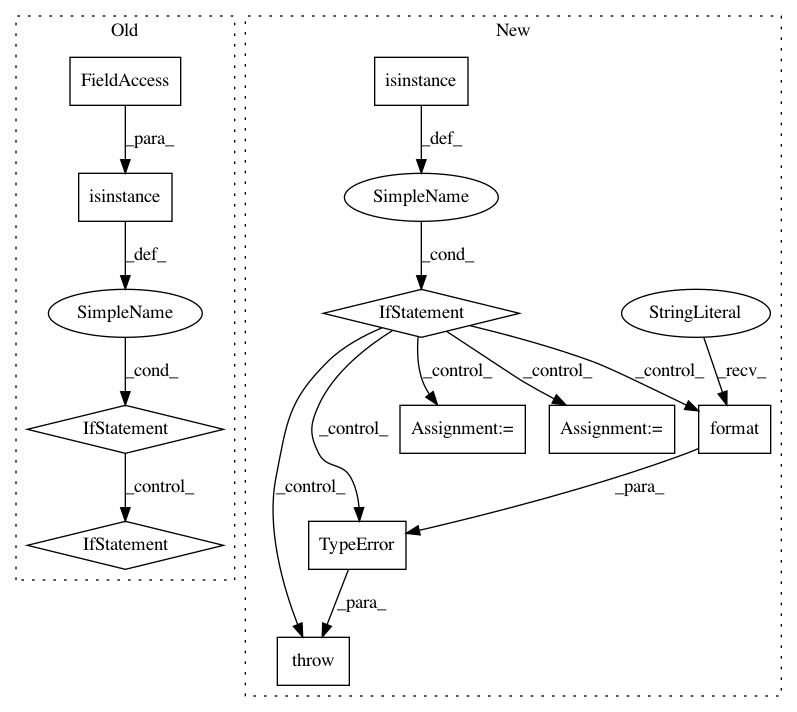 Old
New
FieldAccess
isinstance
_para_
_def_
isinstance
SimpleName
_def_
_cond_
SimpleName
IfStatement
StringLiteral
_cond_
_control_
_control_
_control_
_recv_
IfStatement
Assignment:=
Assignment:=
format
_control_
_control_
_control_
_para_
IfStatement
TypeError
_para_
throw